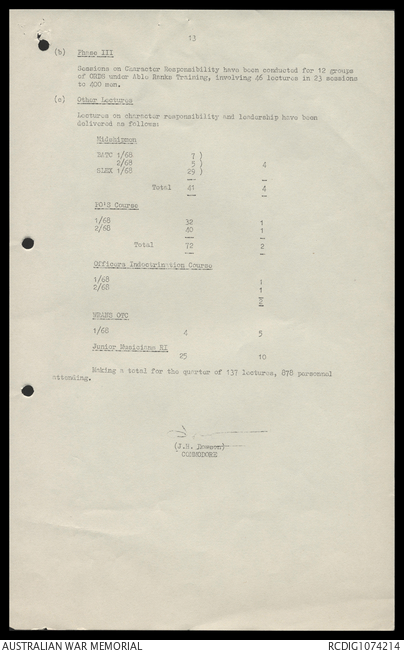 13
(b) Phase III
Sessions on Character Responsibility have been conducted for 12 groups
of ORDS under Able Ranks Training, involving 46 lectures in 23 sessions
to 400 men.
(c) Other Lectures
Lectures on character responsibility and leadership have been
delivered as follows:
Midshipmen
BATC 1/68 7 )
2/68 5 ) 4
SLEX 1/68 29 )
Total 41 4
PO'S Course
1/68 32 1
2/68 40 1
Total 72 2
Officers Indoctrination Course
1/68 1
2/68 1
2
WRANS OTC
1/68 4 5
Junior Musicians RI
25 10
Making a total for the quarter of 137 lectures, 878 personnel
attending.
(J.H. Dowson)
COMMODORE
AUSTRALIAN WAR MEMORIAL RCDIG1074214